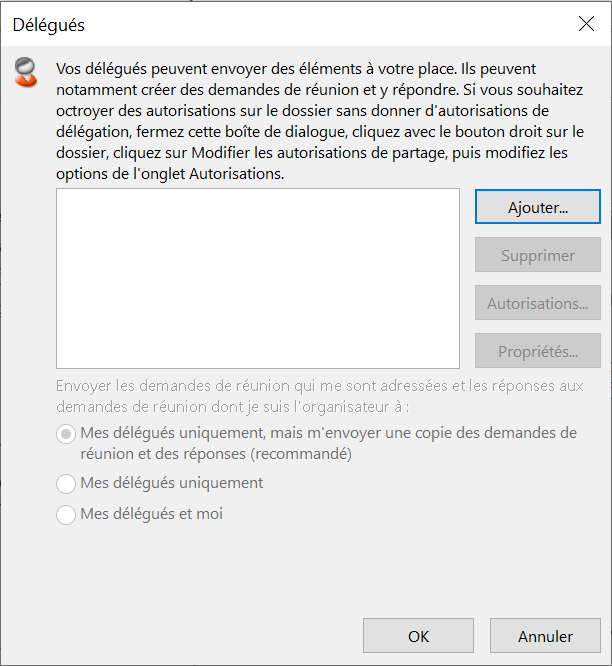 Délégués
Vos délégués peuvent envoyer des éléments à votre place. Ils peuvent
notamment créer des demandes de réunion et y répondre. Si vous souhaitez
octroyer des autorisations sur le dossier sans donner d'autorisations de
délégation, fermez cette boîte de dialogue, cliquez avec le bouton droit sur le
dossier, cliquez sur Modifier les autorisations de partage, puis modifiez les
options de l'onglet Autorisations.
Ajouter...
Supprimer
Autorisations...
Propriétés...
Envoyer les demandes de réunion qui me sont adressées et les réponses aux
demandes de réunion dont je suis l'organisateur à :
Mes délégués uniquement, mais m'envoyer une copie des demandes de
réunion et des réponses (recommandé)
Mes délégués uniquement
Mes délégués et moi
OK
Annuler